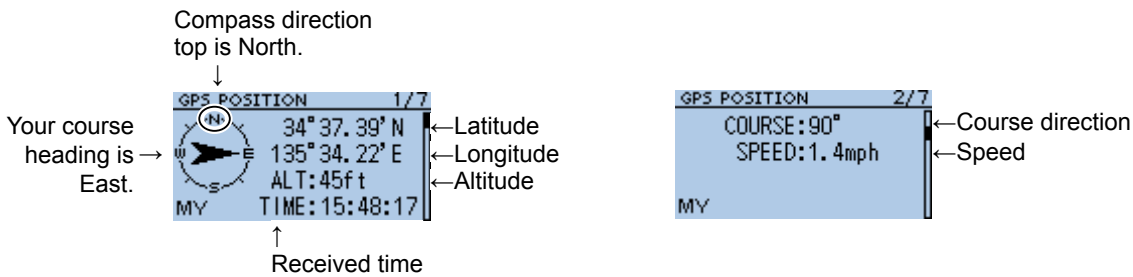 Compass direction
top is North.
↓
GPS POSITION 1/7
N
34°37.39'N ←Latitude
Your course
heading is → W E 135°34.22'E ←Longitude
East.
S ALT:45ft ←Altitude
MY TIME:15:48:17
↑
Received time
GPS POSITION 2/7
COURSE:90° ←Course direction
SPEED:1.4mph ←Speed
MY